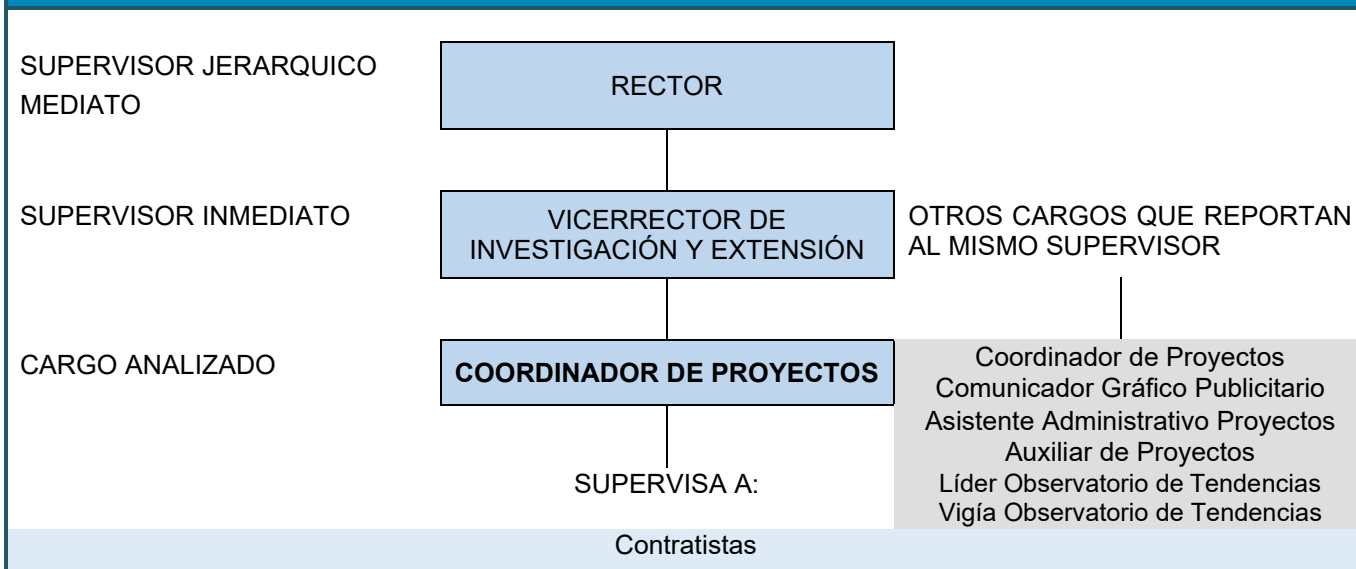 SUPERVISOR JERARQUICO
MEDIATO
RECTOR
SUPERVISOR INMEDIATO
VICERRECTOR DE
INVESTIGACIÓN Y EXTENSIÓN
OTROS CARGOS QUE REPORTAN
AL MISMO SUPERVISOR
CARGO ANALIZADO
COORDINADOR DE PROYECTOS
Coordinador de Proyectos
Comunicador Gráfico Publicitario
Asistente Administrativo Proyectos
Auxiliar de Proyectos
Líder Observatorio de Tendencias
Vigía Observatorio de Tendencias
SUPERVISA A:
Contratistas